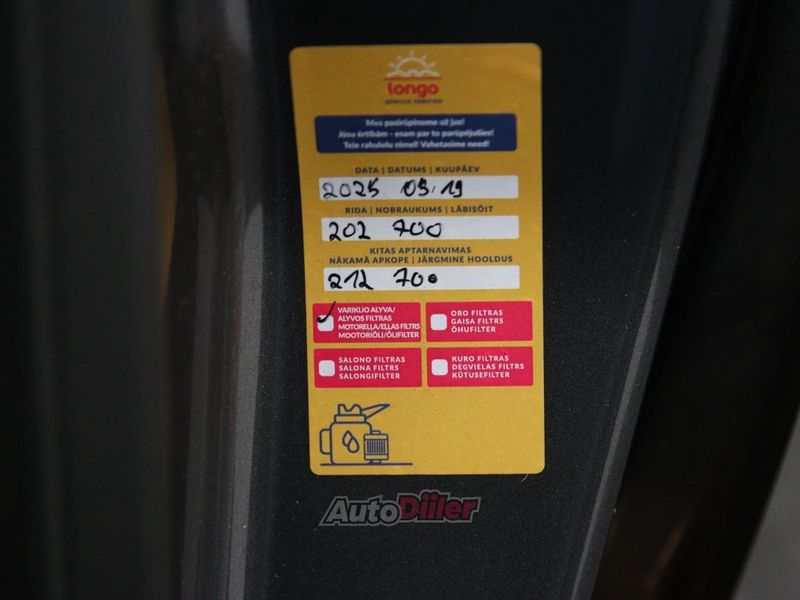 longo
SERVICE KEBUTIES
Mes pasirūpinome už jus!
Jūsu ērtībām - esam par to parūpējušies!
Teie rahulolu nimel! Vahetasime need!
DATA | DATUMS | KUUPÄEV
2025 09.19
RIDA | NOBRAUKUMS | LÄBISÕIT
202 700
KITAS APTARNAVIMAS
NĀKAMĀ APKOPE | JÄRGMINE HOOLDUS
212 700
VARIKLIO ALYVA/
ALYVOS FILTRAS
MOTORELLA/ELLAS FILTRS
MOOTORIÕLI/ÕLIFILTER
ORO FILTRAS
GAISA FILTRS
ÕHUFILTER
SALONO FILTRAS
SALONA FILTRS
SALONGIFILTER
KURO FILTRAS
DEGVIELAS FILTRS
KÜTUSEFILTER
AutoDiiler